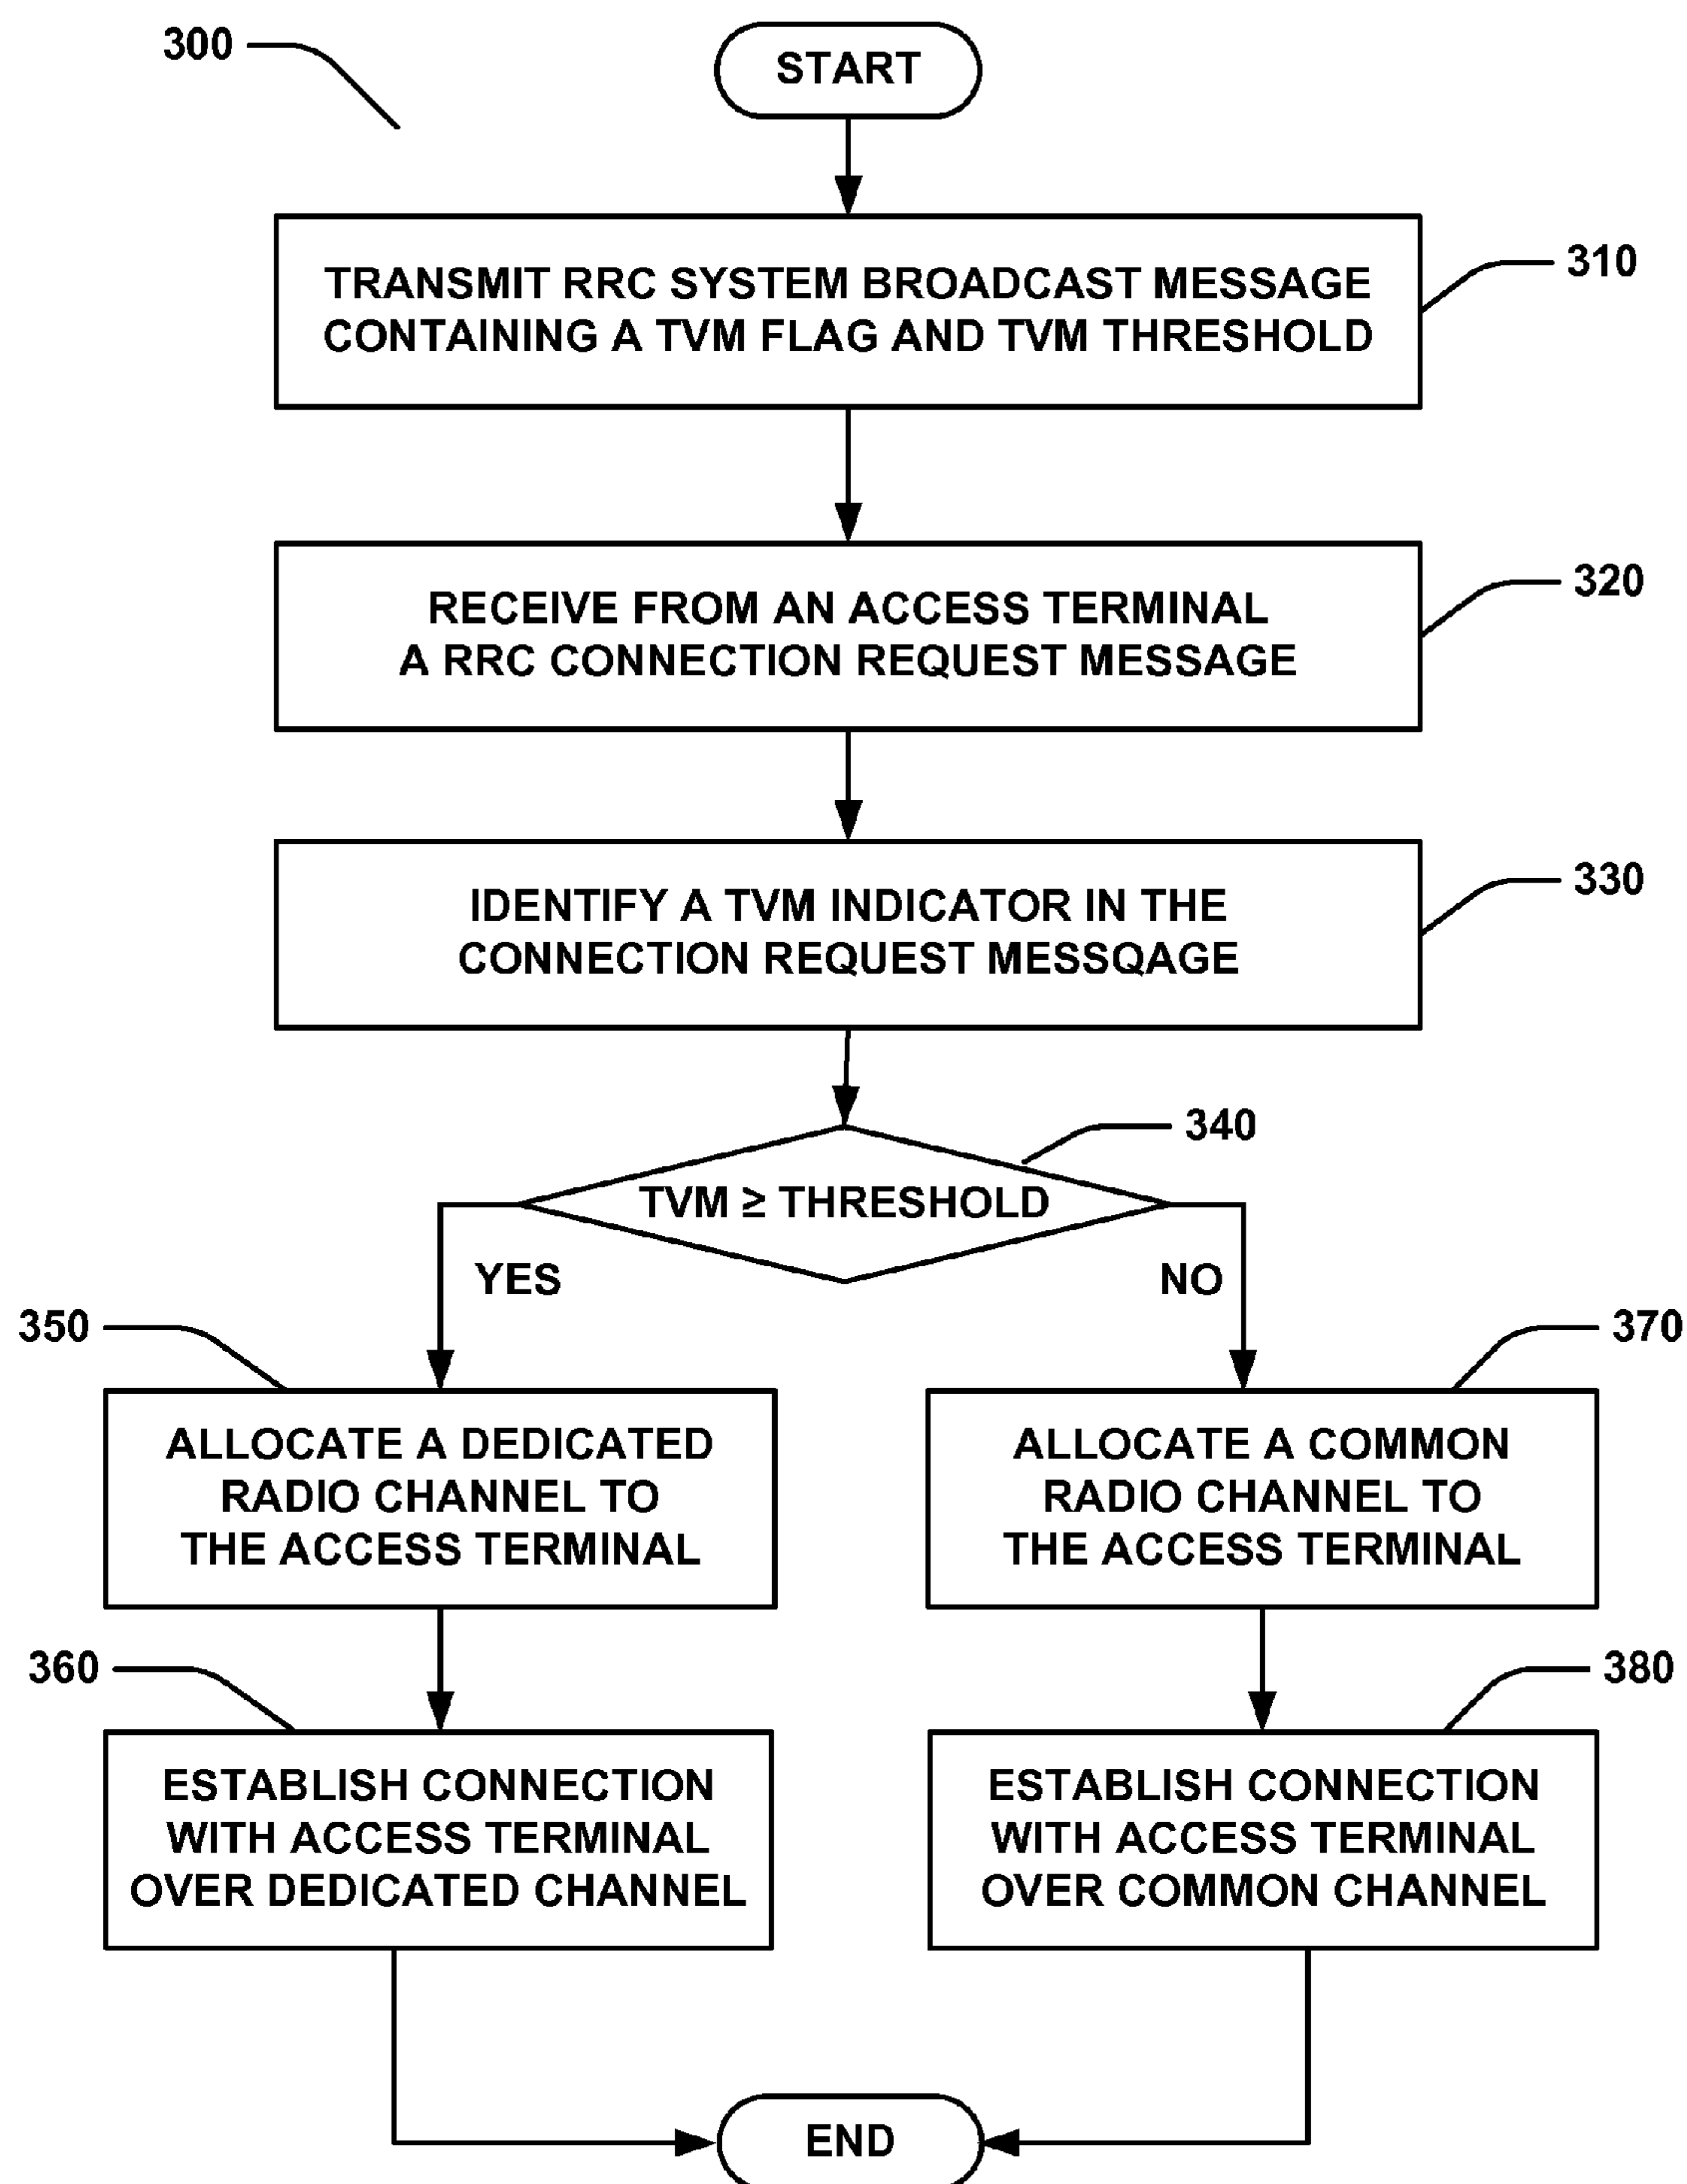 300
START
TRANSMIT RRC SYSTEM BROADCAST MESSAGE
CONTAINING A TVM FLAG AND TVM THRESHOLD
310
RECEIVE FROM AN ACCESS TERMINAL
A RRC CONNECTION REQUEST MESSAGE
320
IDENTIFY A TVM INDICATOR IN THE
CONNECTION REQUEST MESSQAGE
330
340
TVM ≥ THRESHOLD
YES
NO
350
ALLOCATE A DEDICATED
RADIO CHANNEL TO
THE ACCESS TERMINAL
370
ALLOCATE A COMMON
RADIO CHANNEL TO
THE ACCESS TERMINAL
360
ESTABLISH CONNECTION
WITH ACCESS TERMINAL
OVER DEDICATED CHANNEL
380
ESTABLISH CONNECTION
WITH ACCESS TERMINAL
OVER COMMON CHANNEL
END